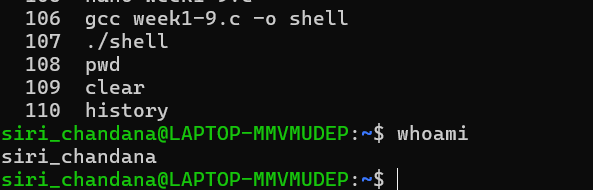 106  gcc week1-9.c -o shell
107  ./shell
108  pwd
109  clear
110  history
siri_chandana@LAPTOP-MMVMUDEP:~$ whoami
siri_chandana
siri_chandana@LAPTOP-MMVMUDEP:~$